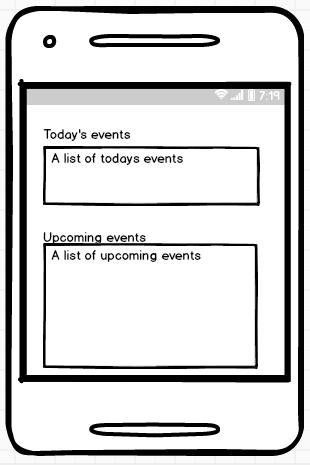 7:19
Today's events
A list of todays events
Upcoming events
A list of upcoming events